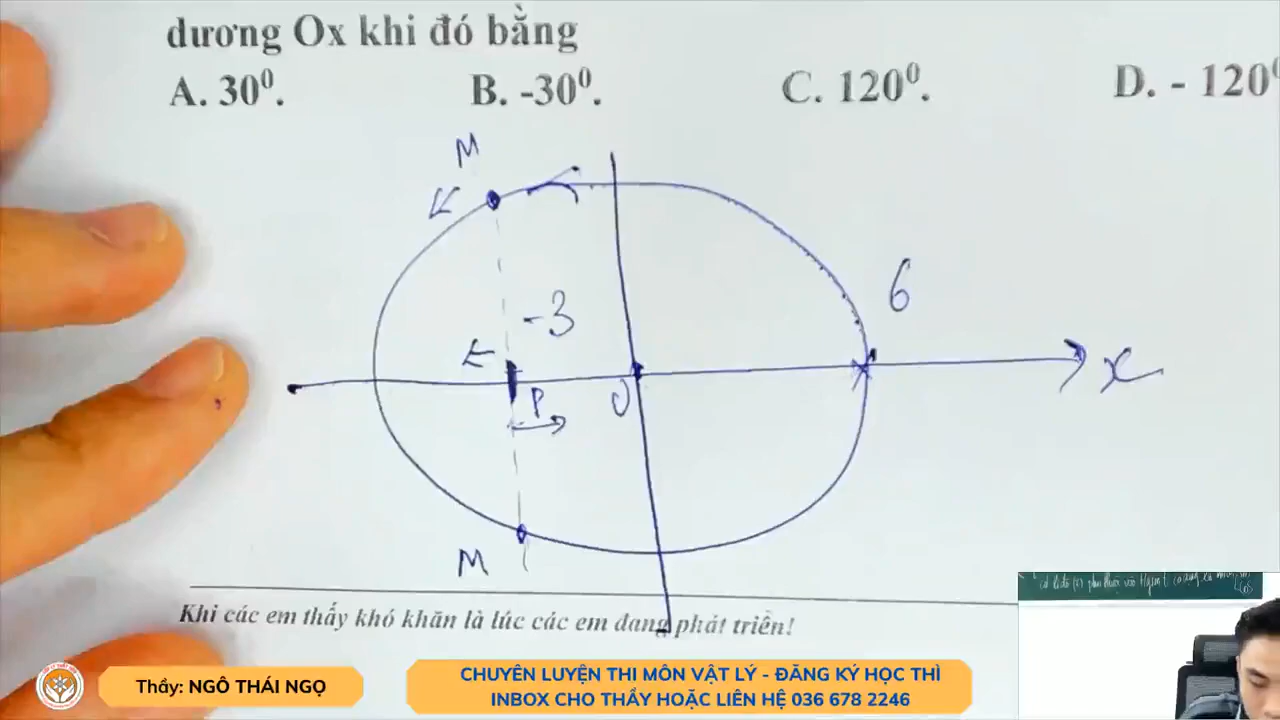 dương Ox khi đó bằng
A. 30⁰. B. -30⁰. C. 120⁰. D. - 120⁰
M
6
-3
x
P
O
M
Khi các em thấy khó khăn là lúc các em đang phát triển!
Thầy: NGÔ THÁI NGỌ
CHUYÊN LUYỆN THI MÔN VẬT LÝ - ĐĂNG KÝ HỌC THÌ
INBOX CHO THẦY HOẶC LIÊN HỆ 036 678 2246